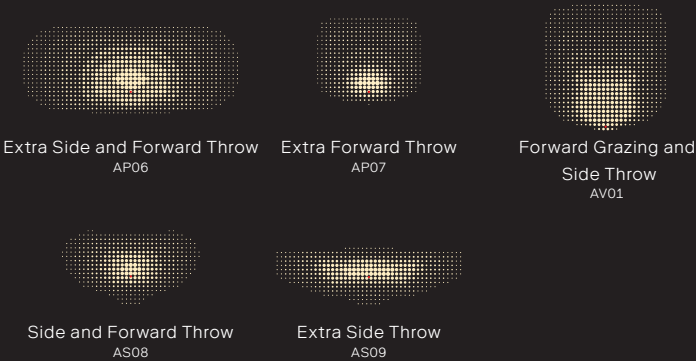 Extra Side and Forward Throw
AP06
Extra Forward Throw
AP07
Forward Grazing and
Side Throw
AV01
Side and Forward Throw
AS08
Extra Side Throw
AS09